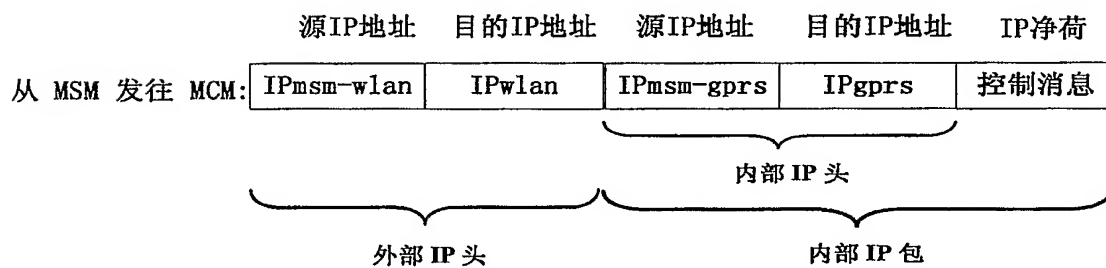 源IP地址 目的IP地址 源IP地址 目的IP地址 IP净荷
从 MSM 发往 MCM: IPmsm-wlan IPwlan IPmsm-gprs IPgprs 控制消息
内部 IP 头
外部 IP 头 内部 IP 包